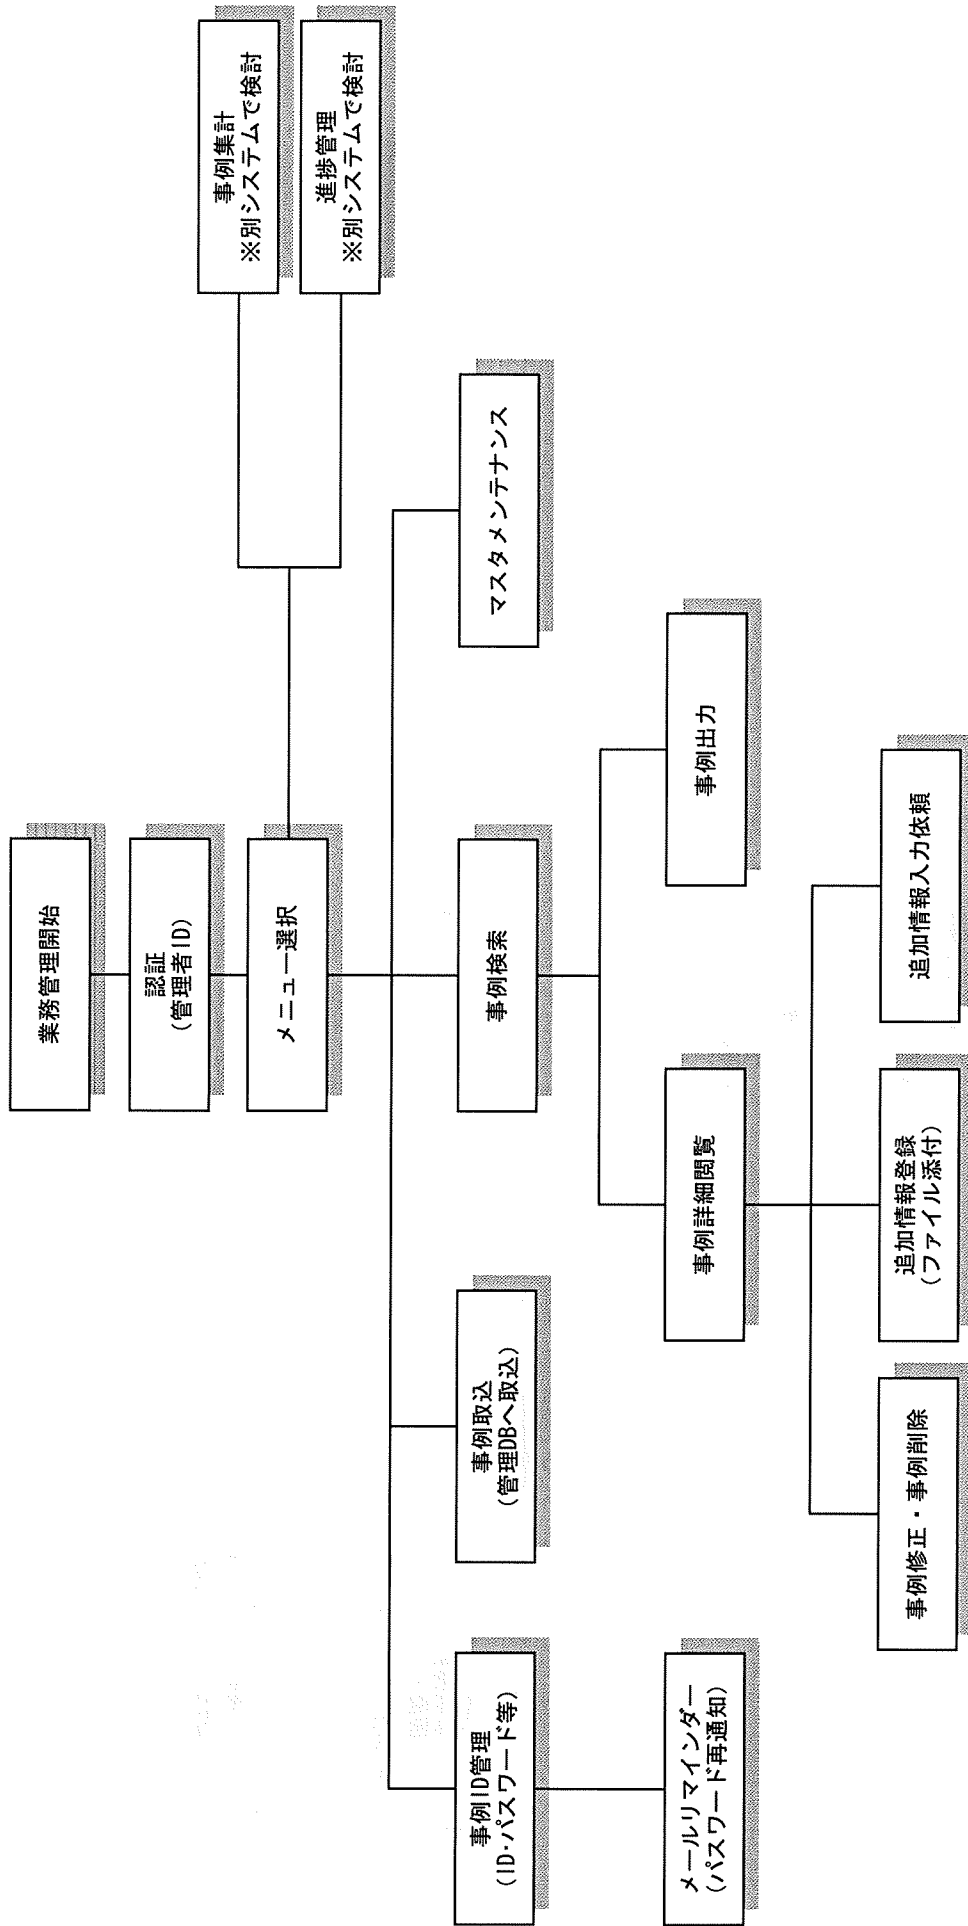 業務管理開始
認証
(管理者ID)
メニュー選択
事例集計
※別システムで検討
進捗管理
※別システムで検討
事例ID管理
(ID・パスワード等)
事例取込
(管理DBへ取込)
事例検索
マスタメンテナンス
メールリマインダー
(パスワード再通知)
事例詳細閲覧
事例出力
事例修正・事例削除
追加情報登録
(ファイル添付)
追加情報入力依頼